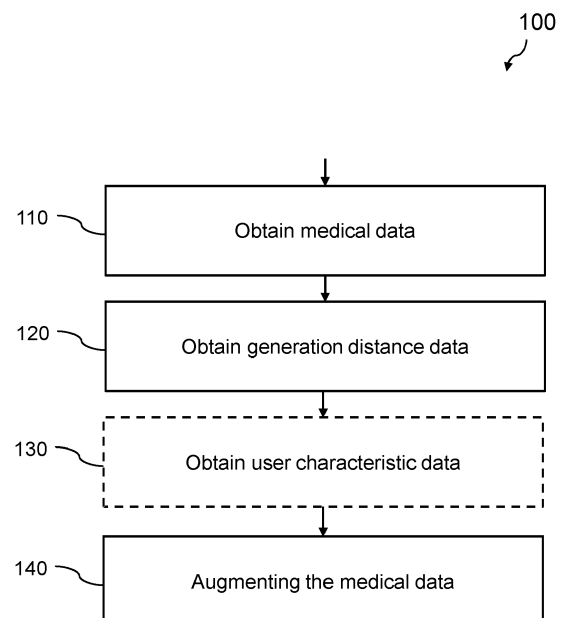 100
110
Obtain medical data
120
Obtain generation distance data
130
Obtain user characteristic data
140
Augmenting the medical data